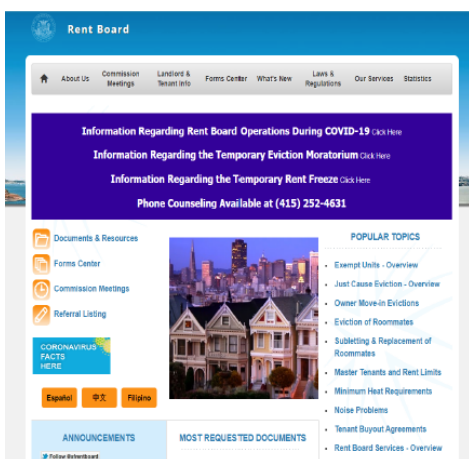 Rent Board
About Us
Commission
Meetings
Landlord &
Tenant Info
Forms Center
What's New
Laws &
Regulations
Our Services
Statistics
Information Regarding Rent Board Operations During COVID-19 Click Here
Information Regarding the Temporary Eviction Moratorium Click Here
Information Regarding the Temporary Rent Freeze Click Here
Phone Counseling Available at (415) 252-4631
Documents & Resources
Forms Center
Commission Meetings
Referral Listing
CORONAVIRUS
FACTS
HERE
Español
中文
Filipino
POPULAR TOPICS
Exempt Units - Overview
Just Cause Eviction - Overview
Owner Move-in Evictions
Eviction of Roommates
Subletting & Replacement of
Roommates
Master Tenants and Rent Limits
Minimum Heat Requirements
Noise Problems
Tenant Buyout Agreements
Rent Board Services - Overview
ANNOUNCEMENTS
Follow @sfrentboard
MOST REQUESTED DOCUMENTS